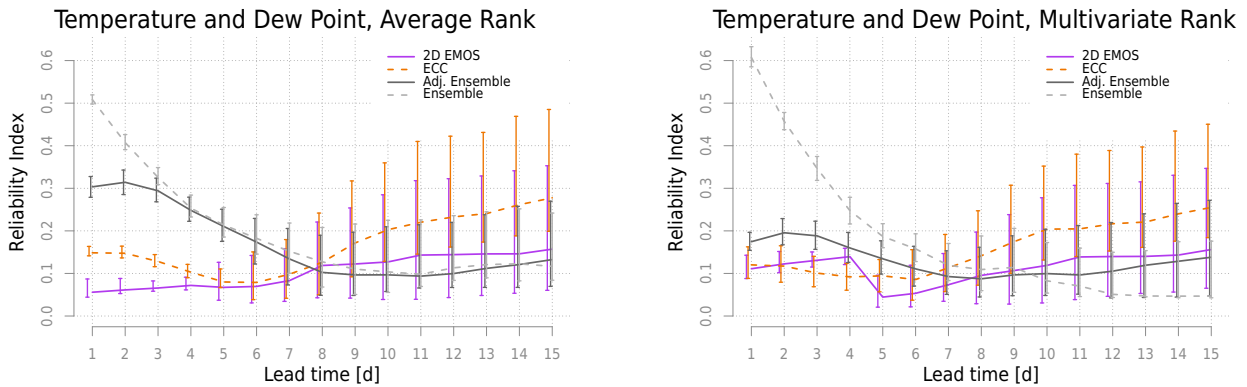 Temperature and Dew Point, Average Rank
2D EMOS
ECC
Adj. Ensemble
Ensemble
Reliability Index
0.6
0.5
0.4
0.3
0.2
0.1
0.0
1 2 3 4 5 6 7 8 9 10 11 12 13 14 15
Lead time [d]
Temperature and Dew Point, Multivariate Rank
2D EMOS
ECC
Adj. Ensemble
Ensemble
Reliability Index
0.6
0.5
0.4
0.3
0.2
0.1
0.0
1 2 3 4 5 6 7 8 9 10 11 12 13 14 15
Lead time [d]